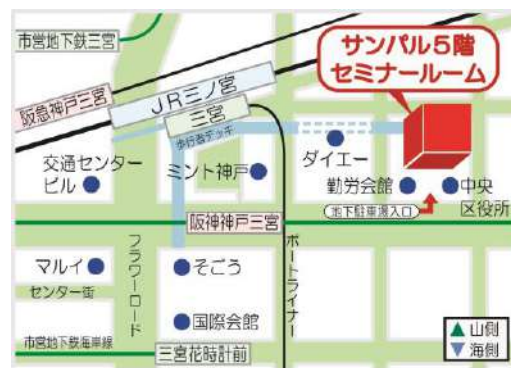 市営地下鉄三宮
サンパル5階
セミナールーム
阪急神戸三宮
JR三ノ宮
三宮
歩行者デッキ
交通センター
ビル
ミント神戸
ダイエー
勤労会館
中央
区役所
地下駐車場入口
阪神神戸三宮
マルイ
センター街
フラワーロード
そごう
ポートライナー
国際会館
市営地下鉄海岸線
三宮花時計前
▲山側
▼海側